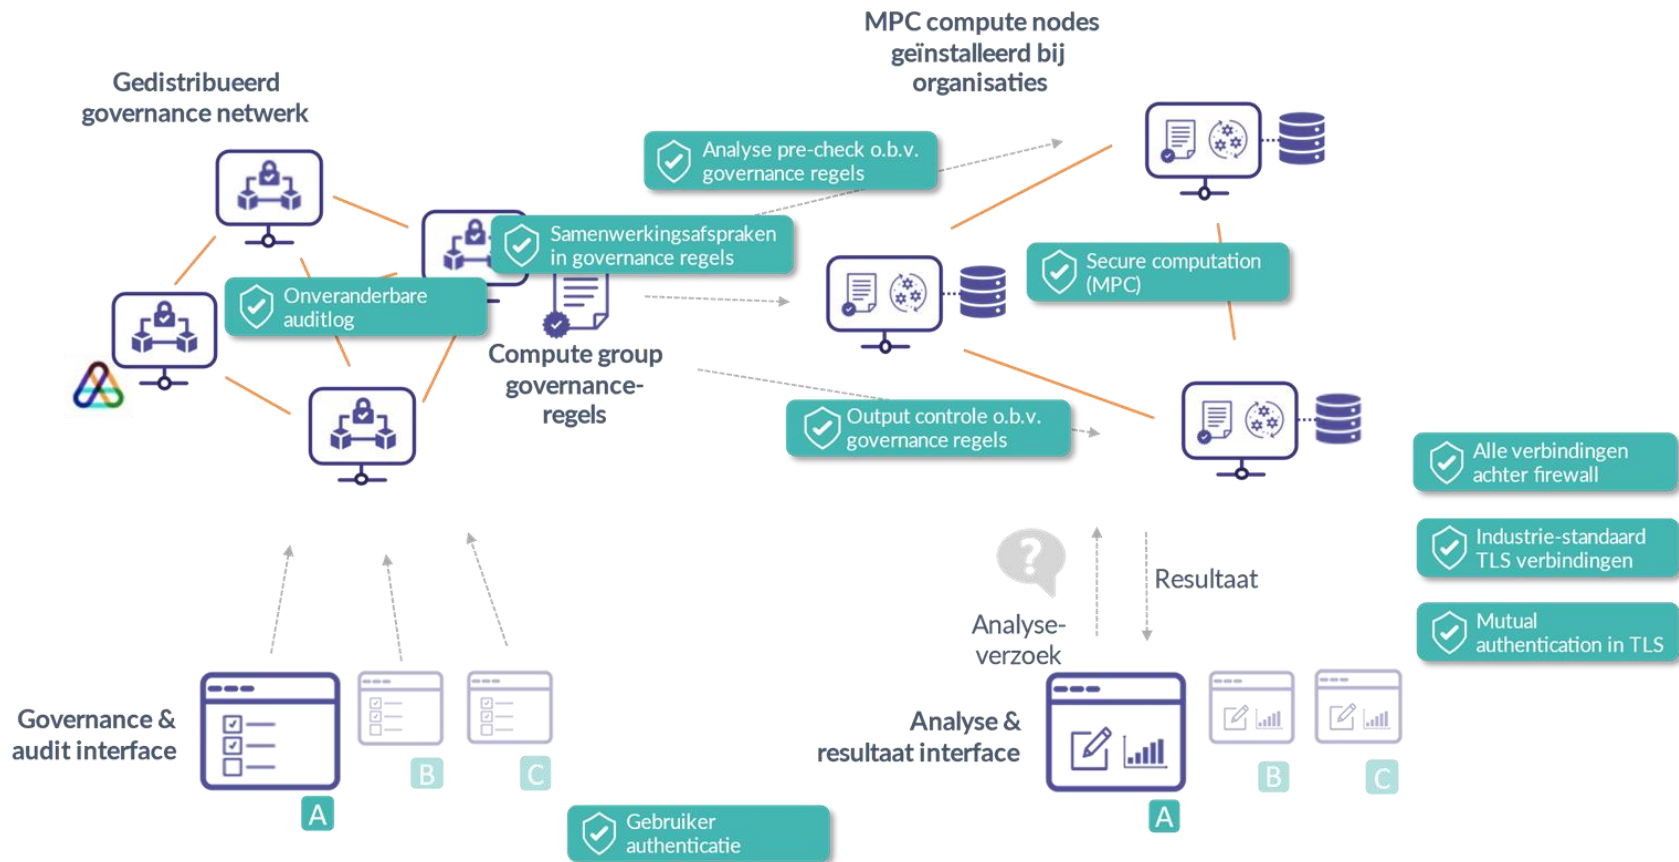 MPC compute nodes
geïnstalleerd bij
organisaties
Gedistribueerd
governance netwerk
Analyse pre-check o.b.v.
governance regels
Samenwerkingsafspraken
in governance regels
Secure computation
(MPC)
Onveranderbare
auditlog
Compute group
governance-
regels
Output controle o.b.v.
governance regels
Alle verbindingen
achter firewall
Industrie-standaard
TLS verbindingen
Mutual
authentication in TLS
?
Resultaat
Analyse-
verzoek
Governance &
audit interface
A
B
C
Analyse &
resultaat interface
A
B
C
Gebruiker
authenticatie